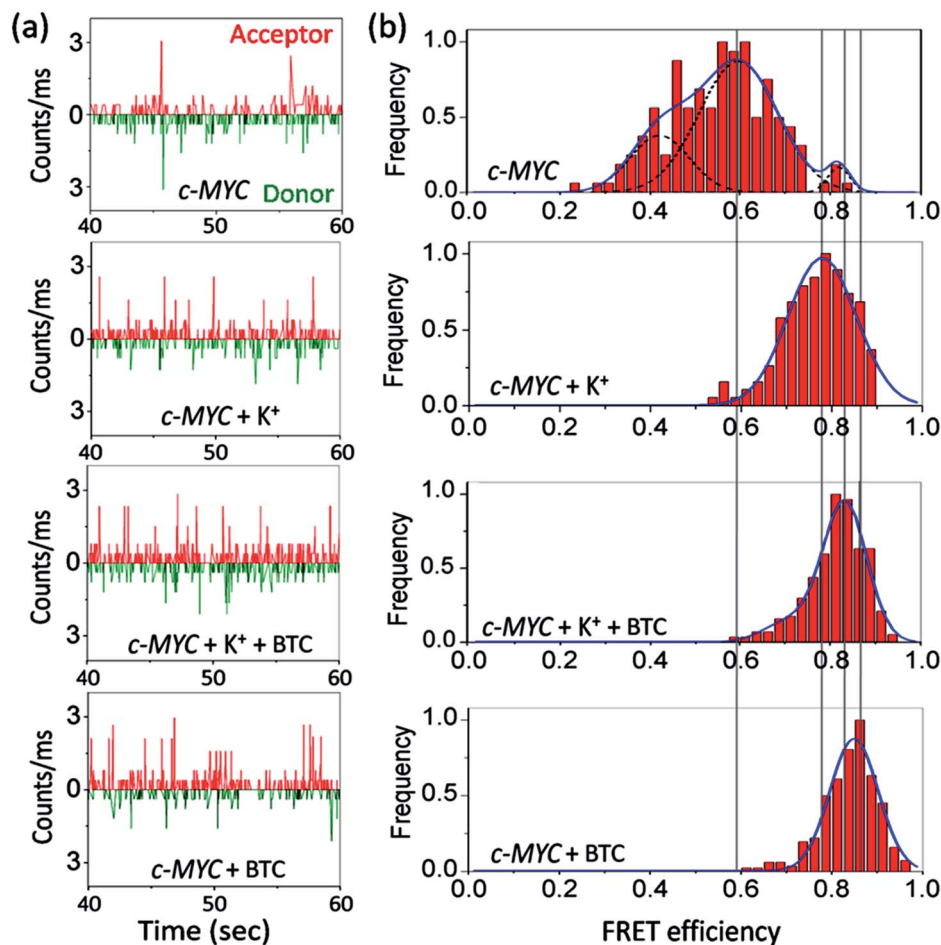 (a)
3
0
3
Counts/ms
Acceptor
c-MYC
Donor
40 50 60
3
0
3
Counts/ms
c-MYC + K⁺
40 50 60
3
0
3
Counts/ms
c-MYC + K⁺ + BTC
40 50 60
3
0
3
Counts/ms
c-MYC + BTC
40 50 60
Time (sec)
(b)
1.0
0.5
0.0
Frequency
c-MYC
0.0 0.2 0.4 0.6 0.8 1.0
1.0
0.5
0.0
Frequency
c-MYC + K⁺
0.0 0.2 0.4 0.6 0.8 1.0
1.0
0.5
0.0
Frequency
c-MYC + K⁺ + BTC
0.0 0.2 0.4 0.6 0.8 1.0
1.0
0.5
0.0
Frequency
c-MYC + BTC
0.0 0.2 0.4 0.6 0.8 1.0
FRET efficiency